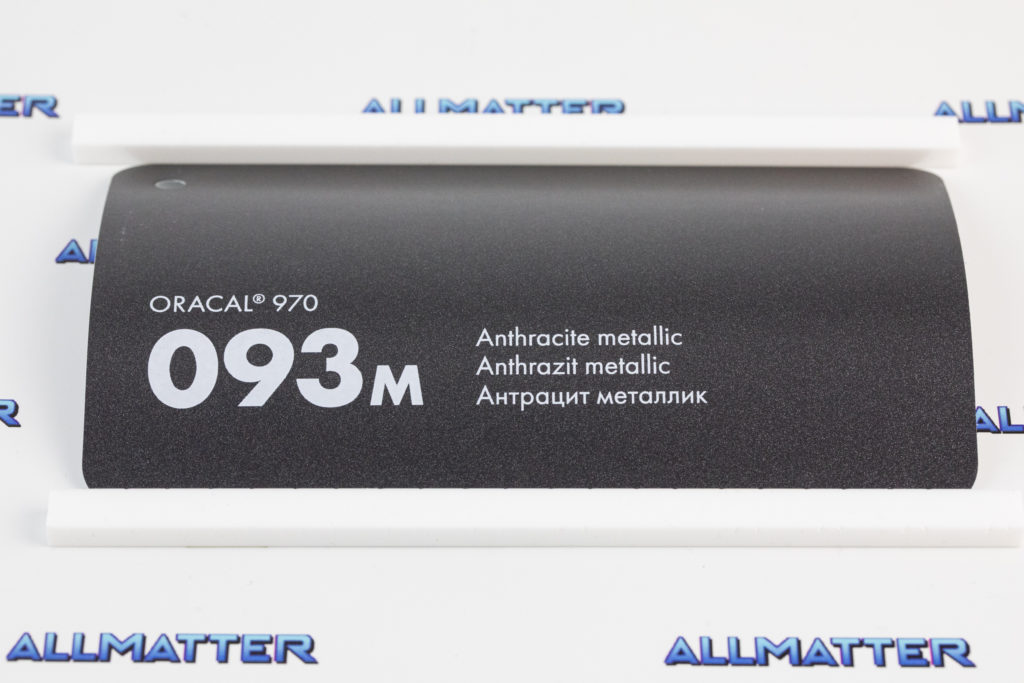 ALLMATTER
ORACAL® 970
093M
Anthracite metallic
Anthrazit metallic
Антрацит металлик
ALLMATTER
ALLMATTER